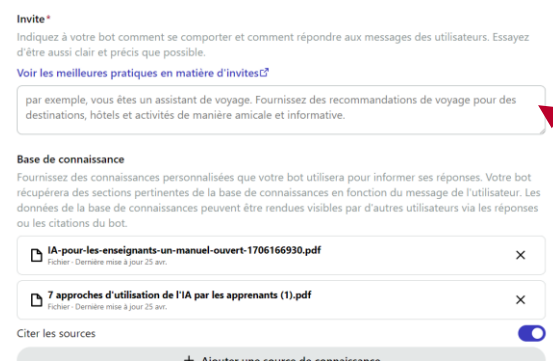 Invite*
Indiquez à votre bot comment se comporter et comment répondre aux messages des utilisateurs. Essayez
d'être aussi clair et précis que possible.
Voir les meilleures pratiques en matière d'invites
par exemple, vous êtes un assistant de voyage. Fournissez des recommandations de voyage pour des
destinations, hôtels et activités de manière amicale et informative.
Base de connaissance
Fournissez des connaissances personnalisées que votre bot utilisera pour informer ses réponses. Votre bot
récupérera des sections pertinentes de la base de connaissances en fonction du message de l'utilisateur. Les
données de la base de connaissances peuvent être rendues visibles par d'autres utilisateurs via les réponses
ou les citations du bot.
IA-pour-les-enseignants-un-manuel-ouvert-1706166930.pdf
Fichier · Dernière mise à jour 25 avr.
7 approches d'utilisation de l'IA par les apprenants (1).pdf
Fichier · Dernière mise à jour 25 avr.
Citer les sources
+ Ajouter une source de connaissance